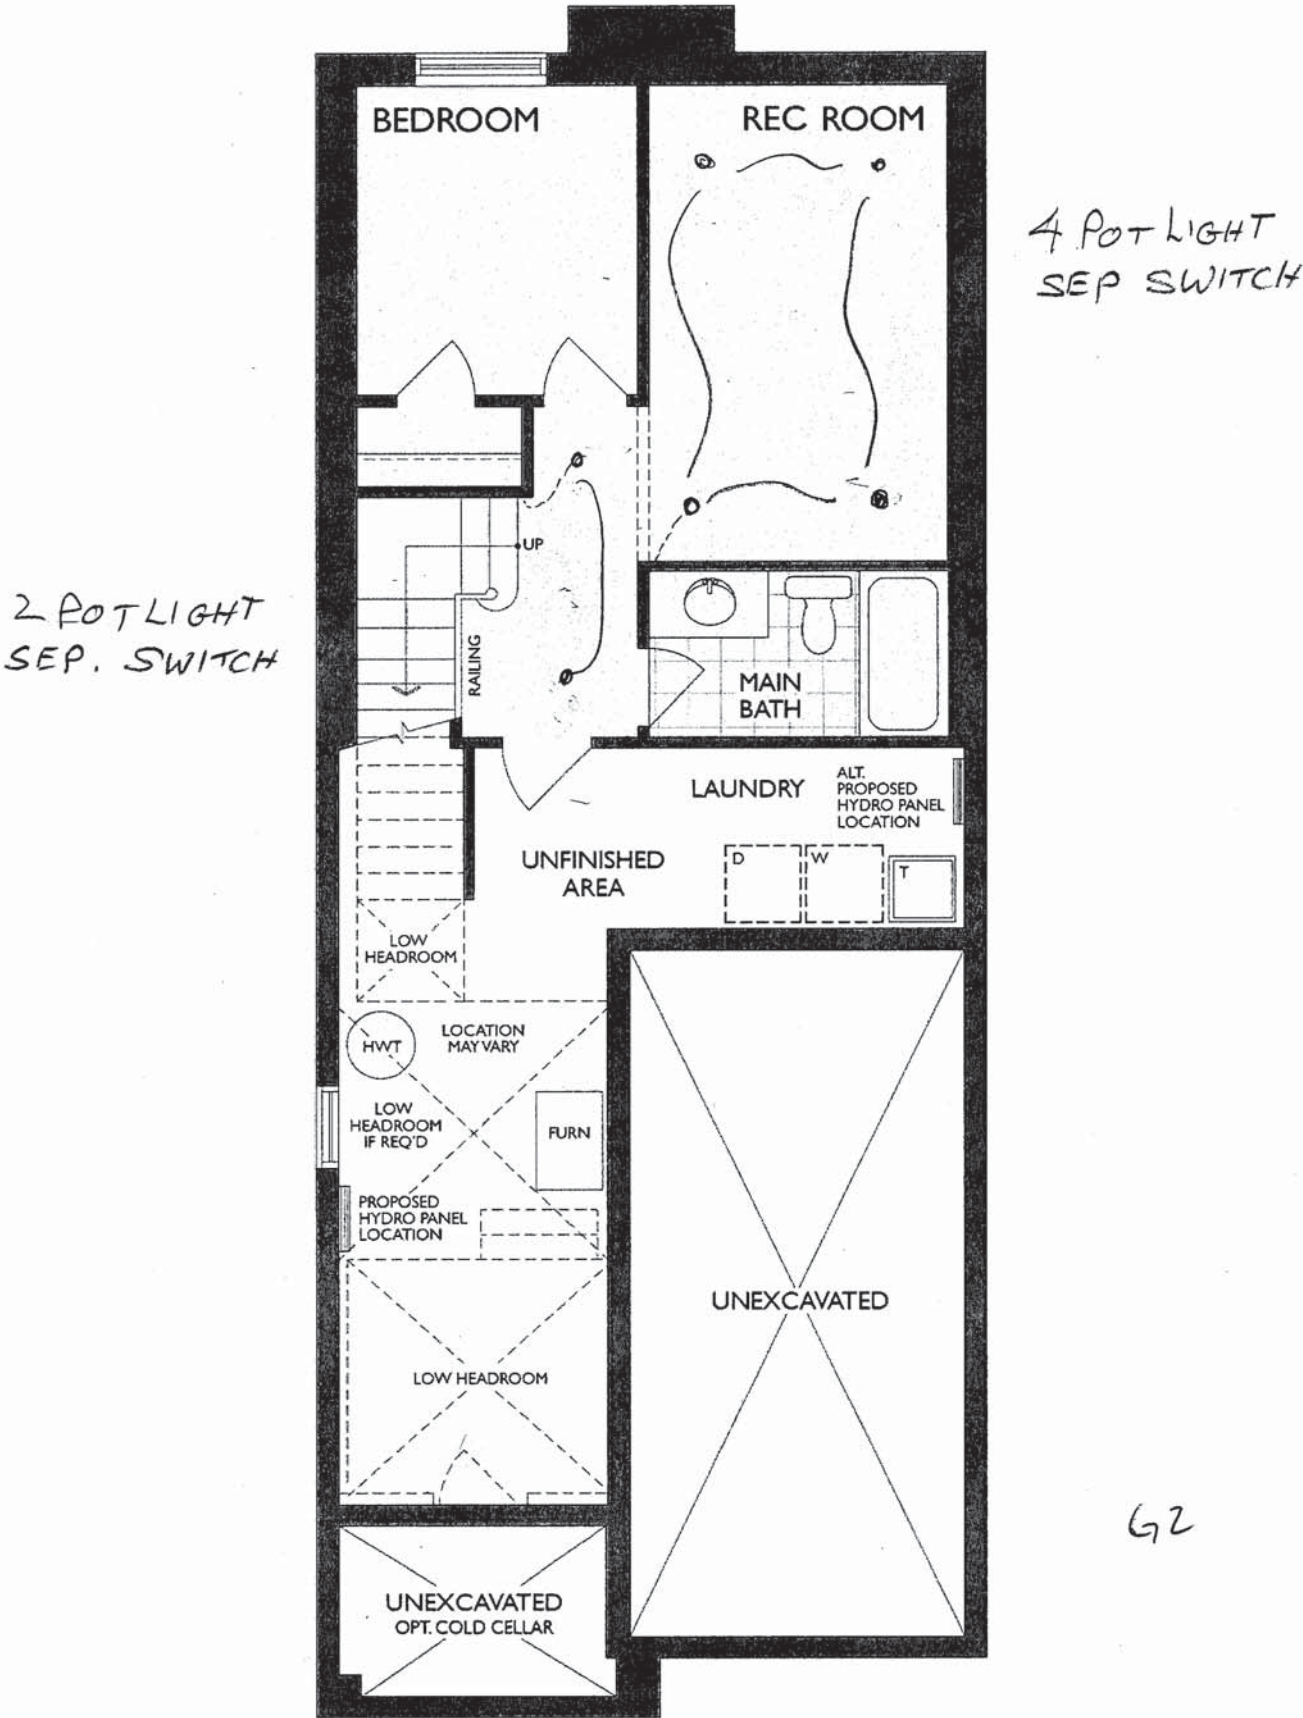 BEDROOM
REC ROOM
4 POT LIGHT
SEP SWITCH
UP
2 POT LIGHT
SEP. SWITCH
RAILING
MAIN
BATH
LAUNDRY
ALT.
PROPOSED
HYDRO PANEL
LOCATION
UNFINISHED
AREA
D
W
T
LOW
HEADROOM
HWT
LOCATION
MAY VARY
LOW
HEADROOM
IF REQ'D
FURN
PROPOSED
HYDRO PANEL
LOCATION
UNEXCAVATED
LOW HEADROOM
G2
UNEXCAVATED
OPT. COLD CELLAR